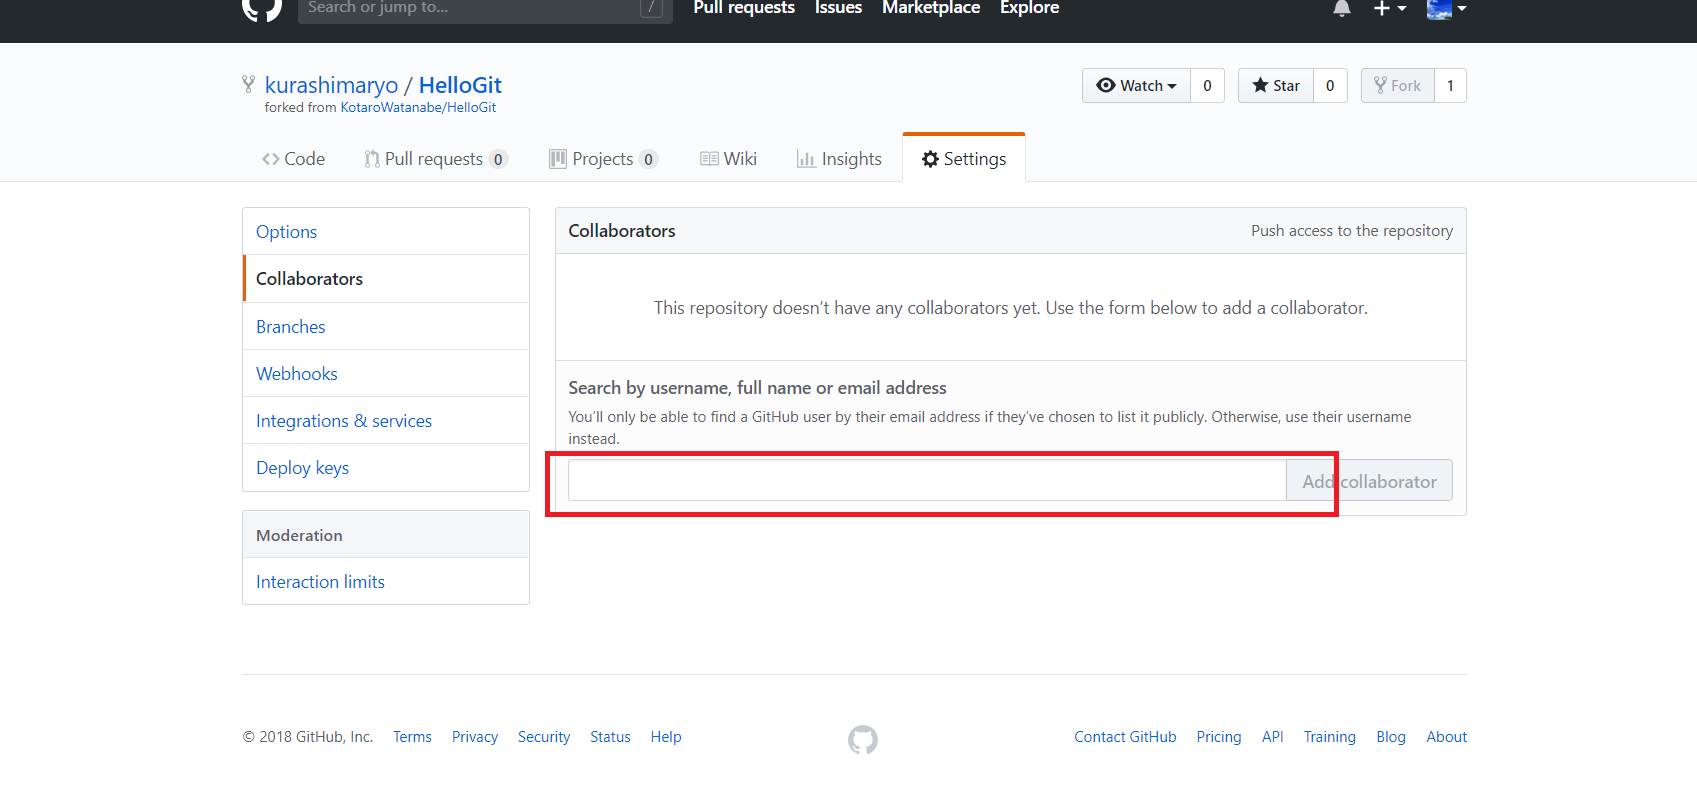 Search or jump to... /
Pull requests Issues Marketplace Explore
kurashimaryo / HelloGit
forked from KotaroWatanabe/HelloGit
Watch 0 Star 0 Fork 1
Code Pull requests 0 Projects 0 Wiki Insights Settings
Options
Collaborators
Branches
Webhooks
Integrations & services
Deploy keys
Moderation
Interaction limits
Collaborators Push access to the repository
This repository doesn’t have any collaborators yet. Use the form below to add a collaborator.
Search by username, full name or email address
You’ll only be able to find a GitHub user by their email address if they’ve chosen to list it publicly. Otherwise, use their username
instead.
Add collaborator
© 2018 GitHub, Inc. Terms Privacy Security Status Help
Contact GitHub Pricing API Training Blog About